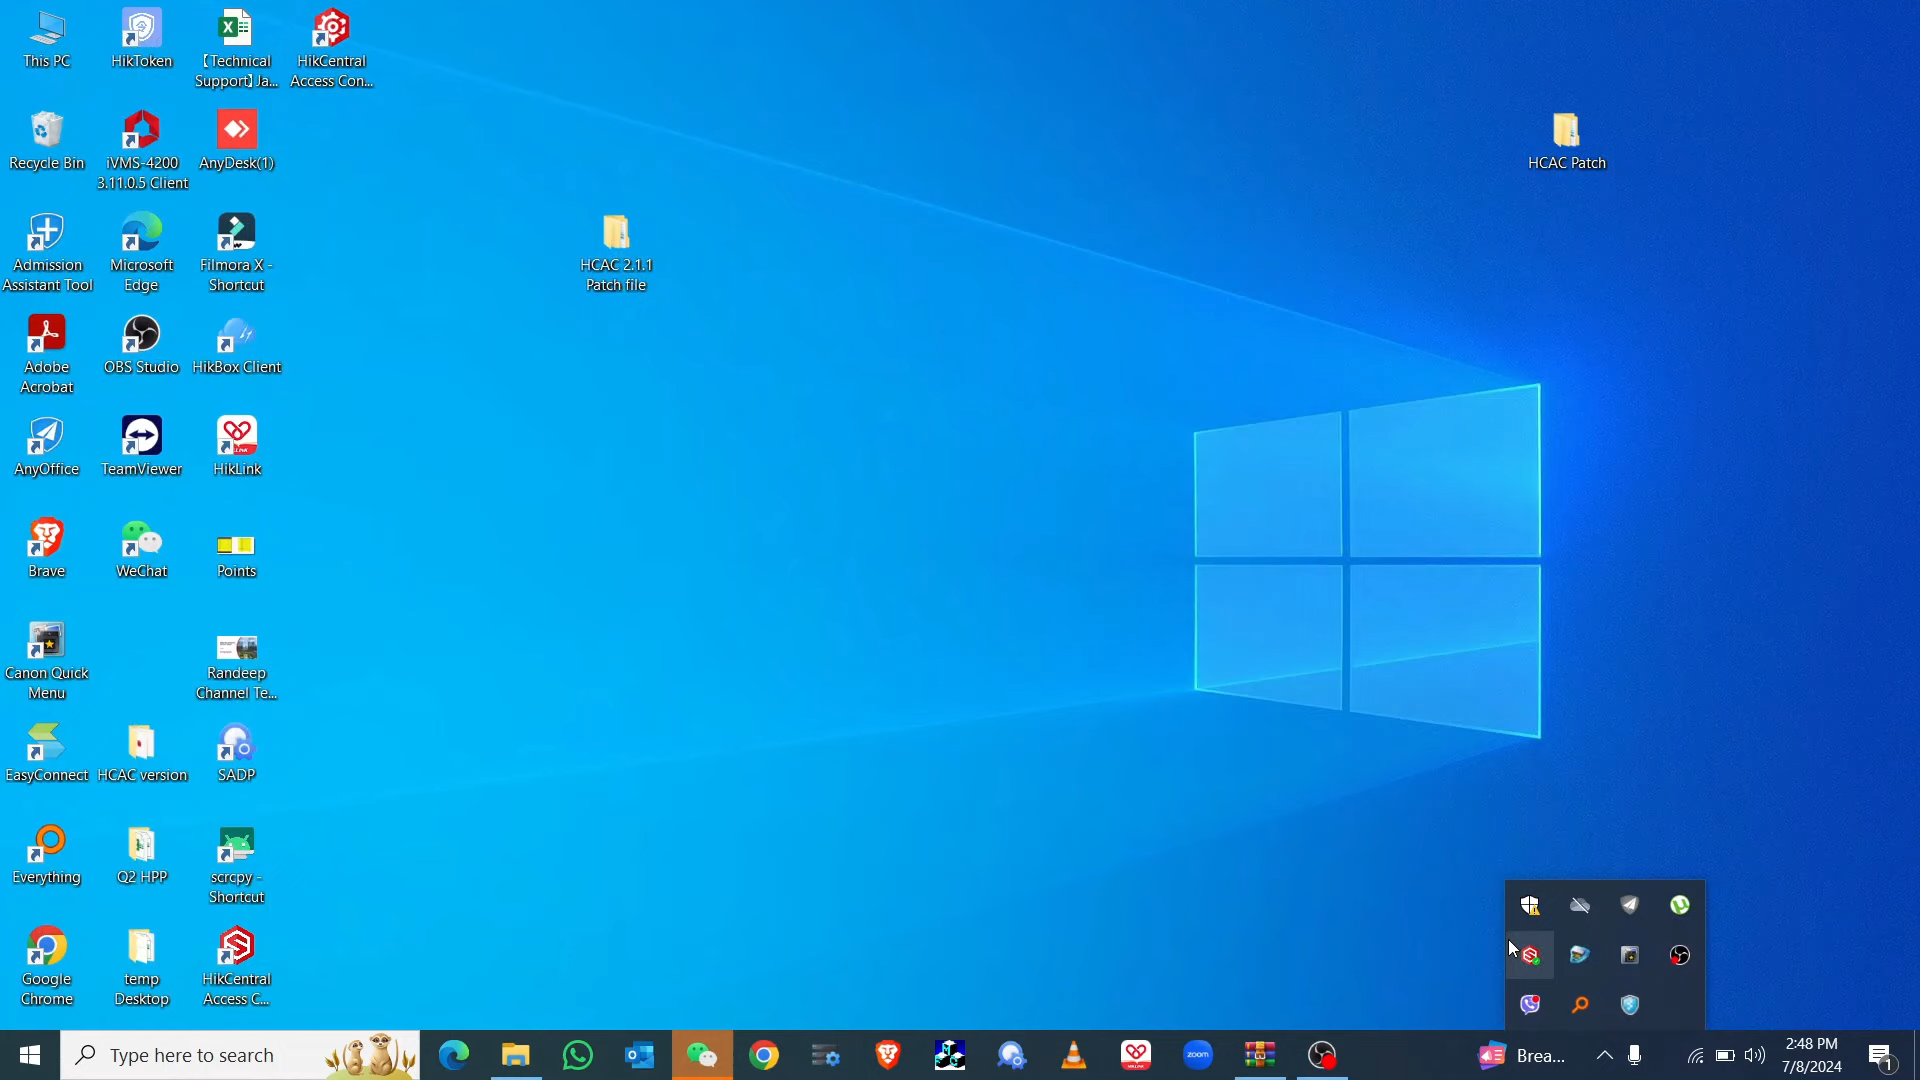 This PC
HikToken
【Technical
Support】Ja...
HikCentral
Access Con...
Recycle Bin
iVMS-4200
3.11.0.5 Client
AnyDesk(1)
HCAC Patch
Admission
Assistant Tool
Microsoft
Edge
Filmora X -
Shortcut
HCAC 2.1.1
Patch file
Adobe
Acrobat
OBS Studio
HikBox Client
AnyOffice
TeamViewer
HikLink
Brave
WeChat
Points
Canon Quick
Menu
Randeep
Channel Te...
EasyConnect
HCAC version
SADP
Everything
Q2 HPP
scrcpy -
Shortcut
Google
Chrome
temp
Desktop
HikCentral
Access C...
Type here to search
zoom
Brea...
2:48 PM
7/8/2024
1